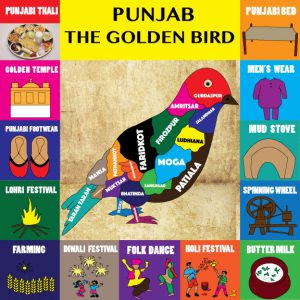 PUNJAB
THE GOLDEN BIRD
PUNJABI THALI
PUNJABI BED
GOLDEN TEMPLE
MEN'S WEAR
PUNJABI FOOTWEAR
MUD STOVE
LOHRI FESTIVAL
SPINNING WHEEL
FARMING
DIWALI FESTIVAL
FOLK DANCE
HOLI FESTIVAL
BUTTER MILK
GURDASPUR
AMRITSAR
JALANDHAR
FIROZPUR
LUDHIANA
FARIDKOT
MOGA
PATIALA
SANGRUR
MANSA
MUKTSAR
BHATINDA
TARAN TARAN